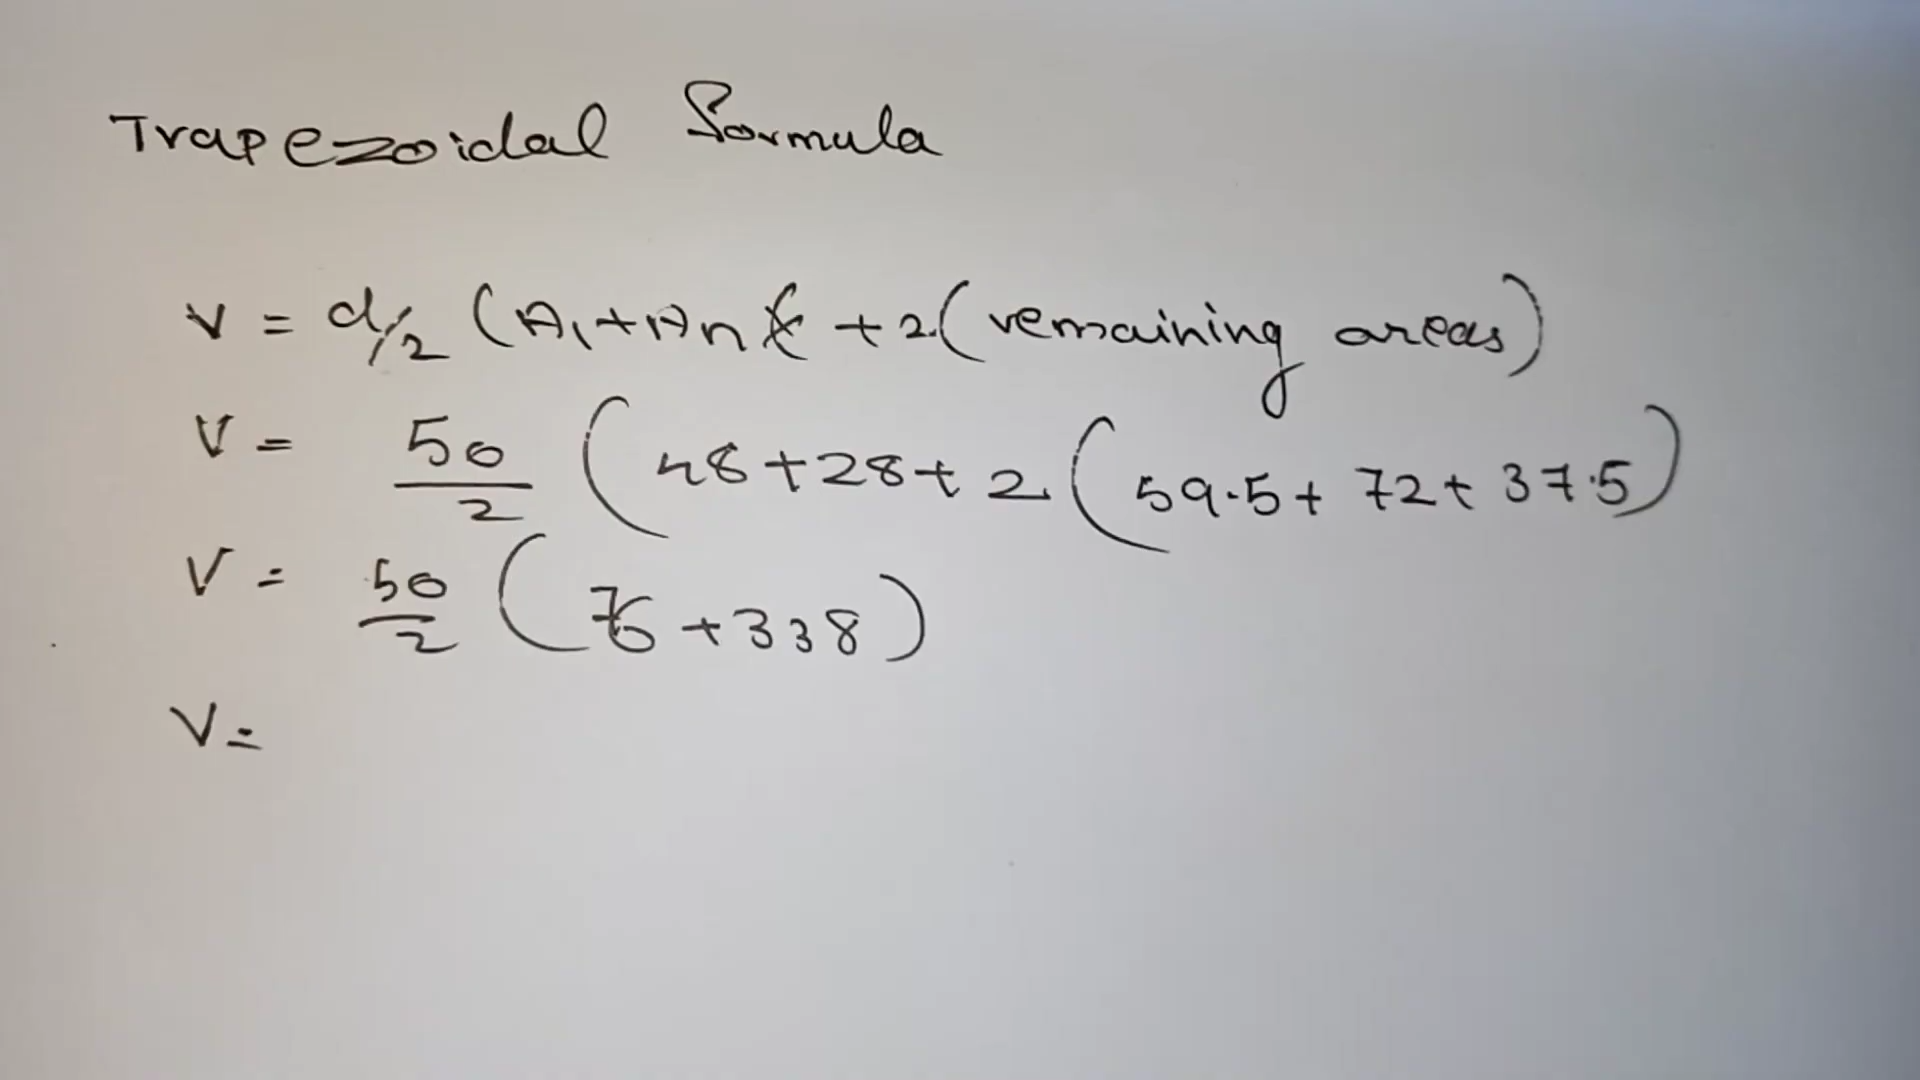 Trapezoidal formula
V = d/2 (A1+An + 2(remaining areas)
V = 50/2 (48+28+2(59.5+72+37.5)
V = 50/2 (76+338)
V=